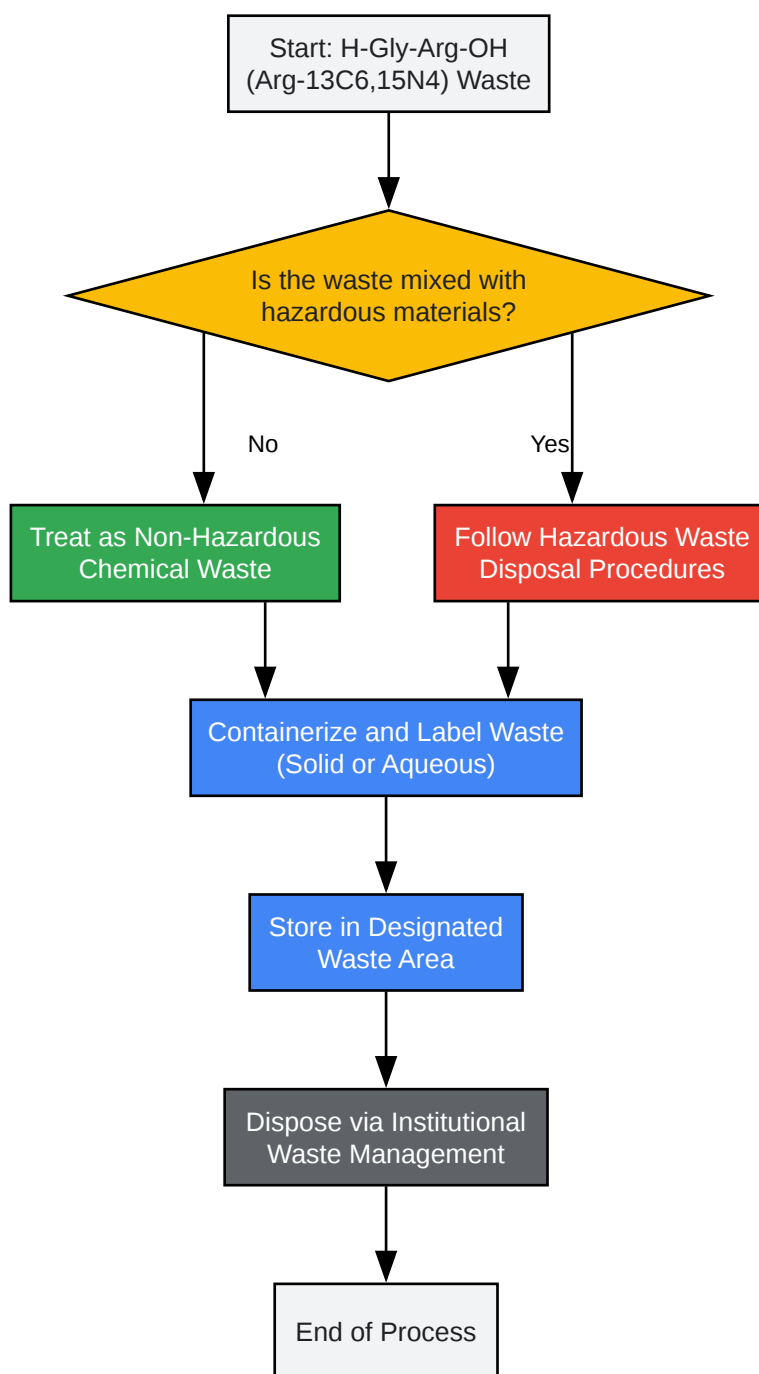 Start: H-Gly-Arg-OH
(Arg-13C6,15N4) Waste
Is the waste mixed with
hazardous materials?
No
Yes
Treat as Non-Hazardous
Chemical Waste
Follow Hazardous Waste
Disposal Procedures
Containerize and Label Waste
(Solid or Aqueous)
Store in Designated
Waste Area
Dispose via Institutional
Waste Management
End of Process